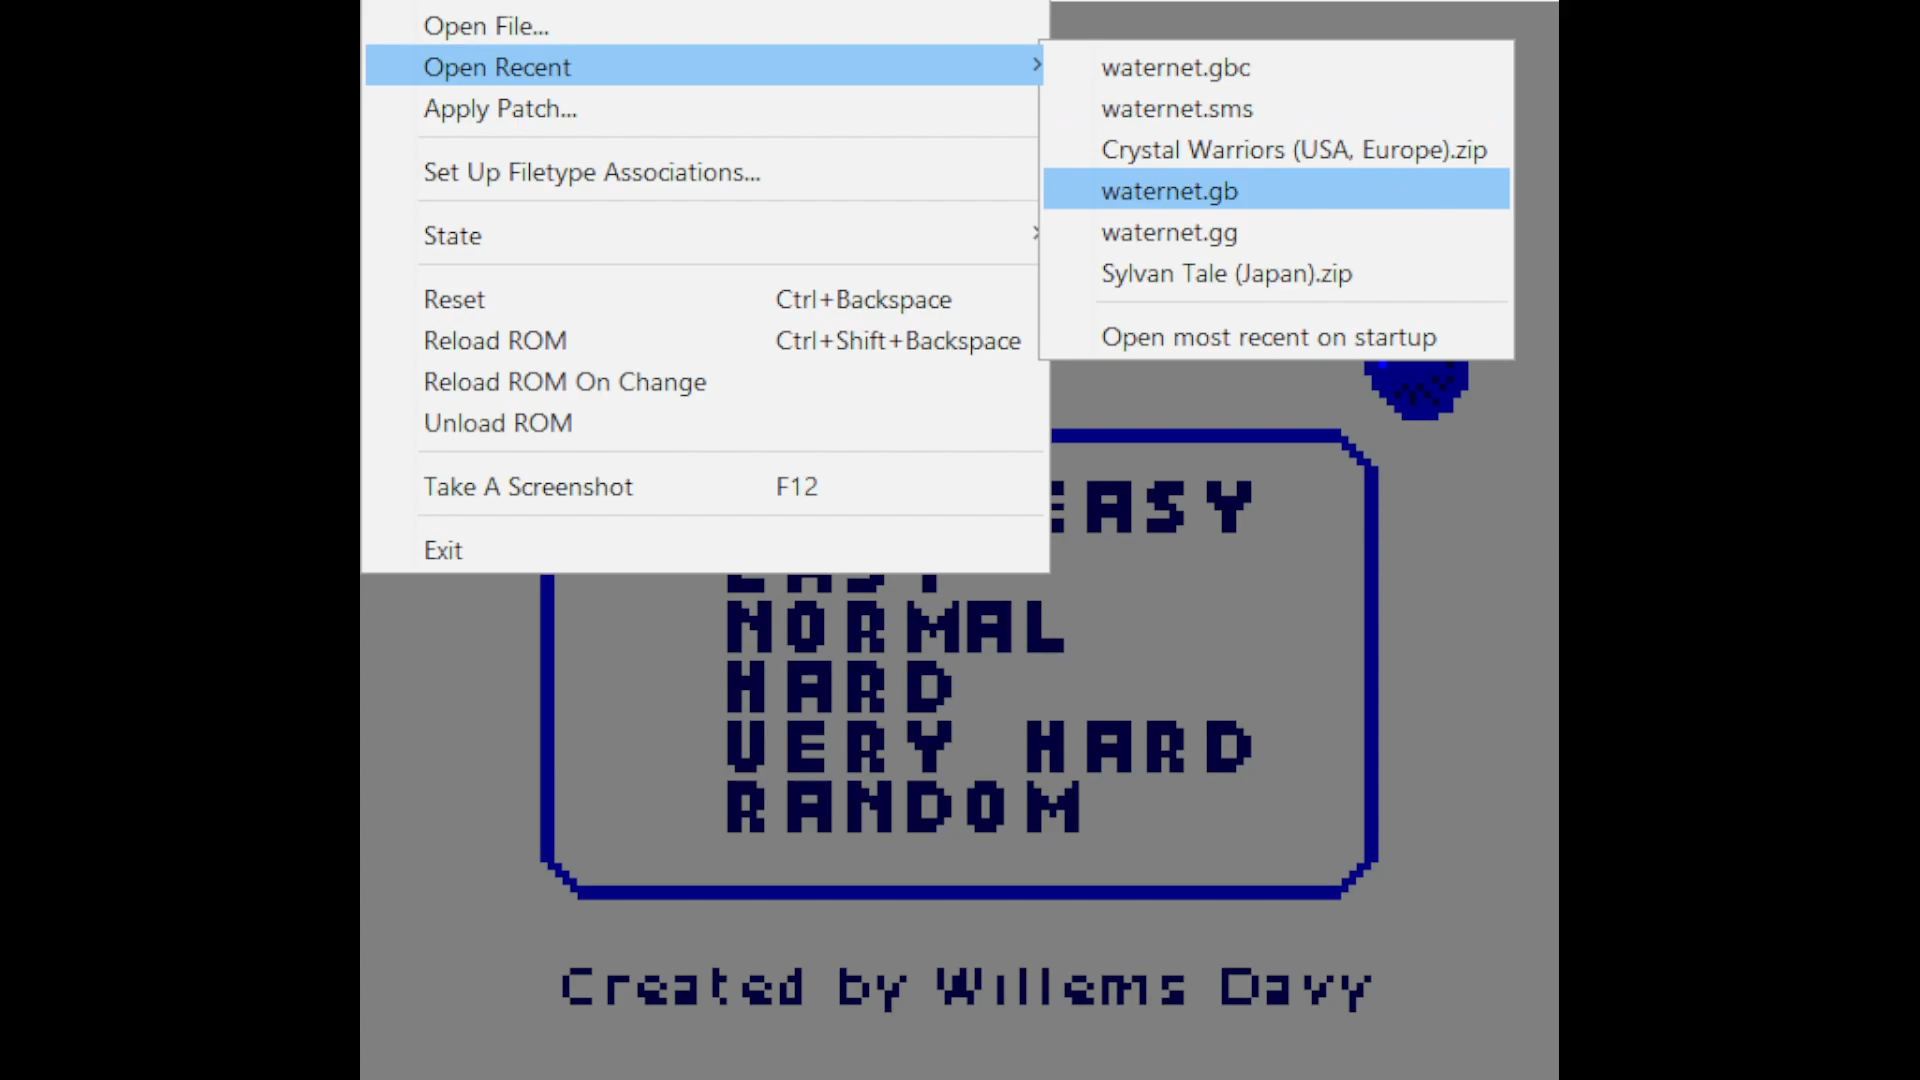 Open File...
Open Recent
Apply Patch...
Set Up Filetype Associations...
State
Reset Ctrl+Backspace
Reload ROM Ctrl+Shift+Backspace
Reload ROM On Change
Unload ROM
Take A Screenshot F12
Exit
waternet.gbc
waternet.sms
Crystal Warriors (USA, Europe).zip
waternet.gb
waternet.gg
Sylvan Tale (Japan).zip
Open most recent on startup
EASY
EASY
NORMAL
HARD
VERY HARD
RANDOM
Created by Willems Davy